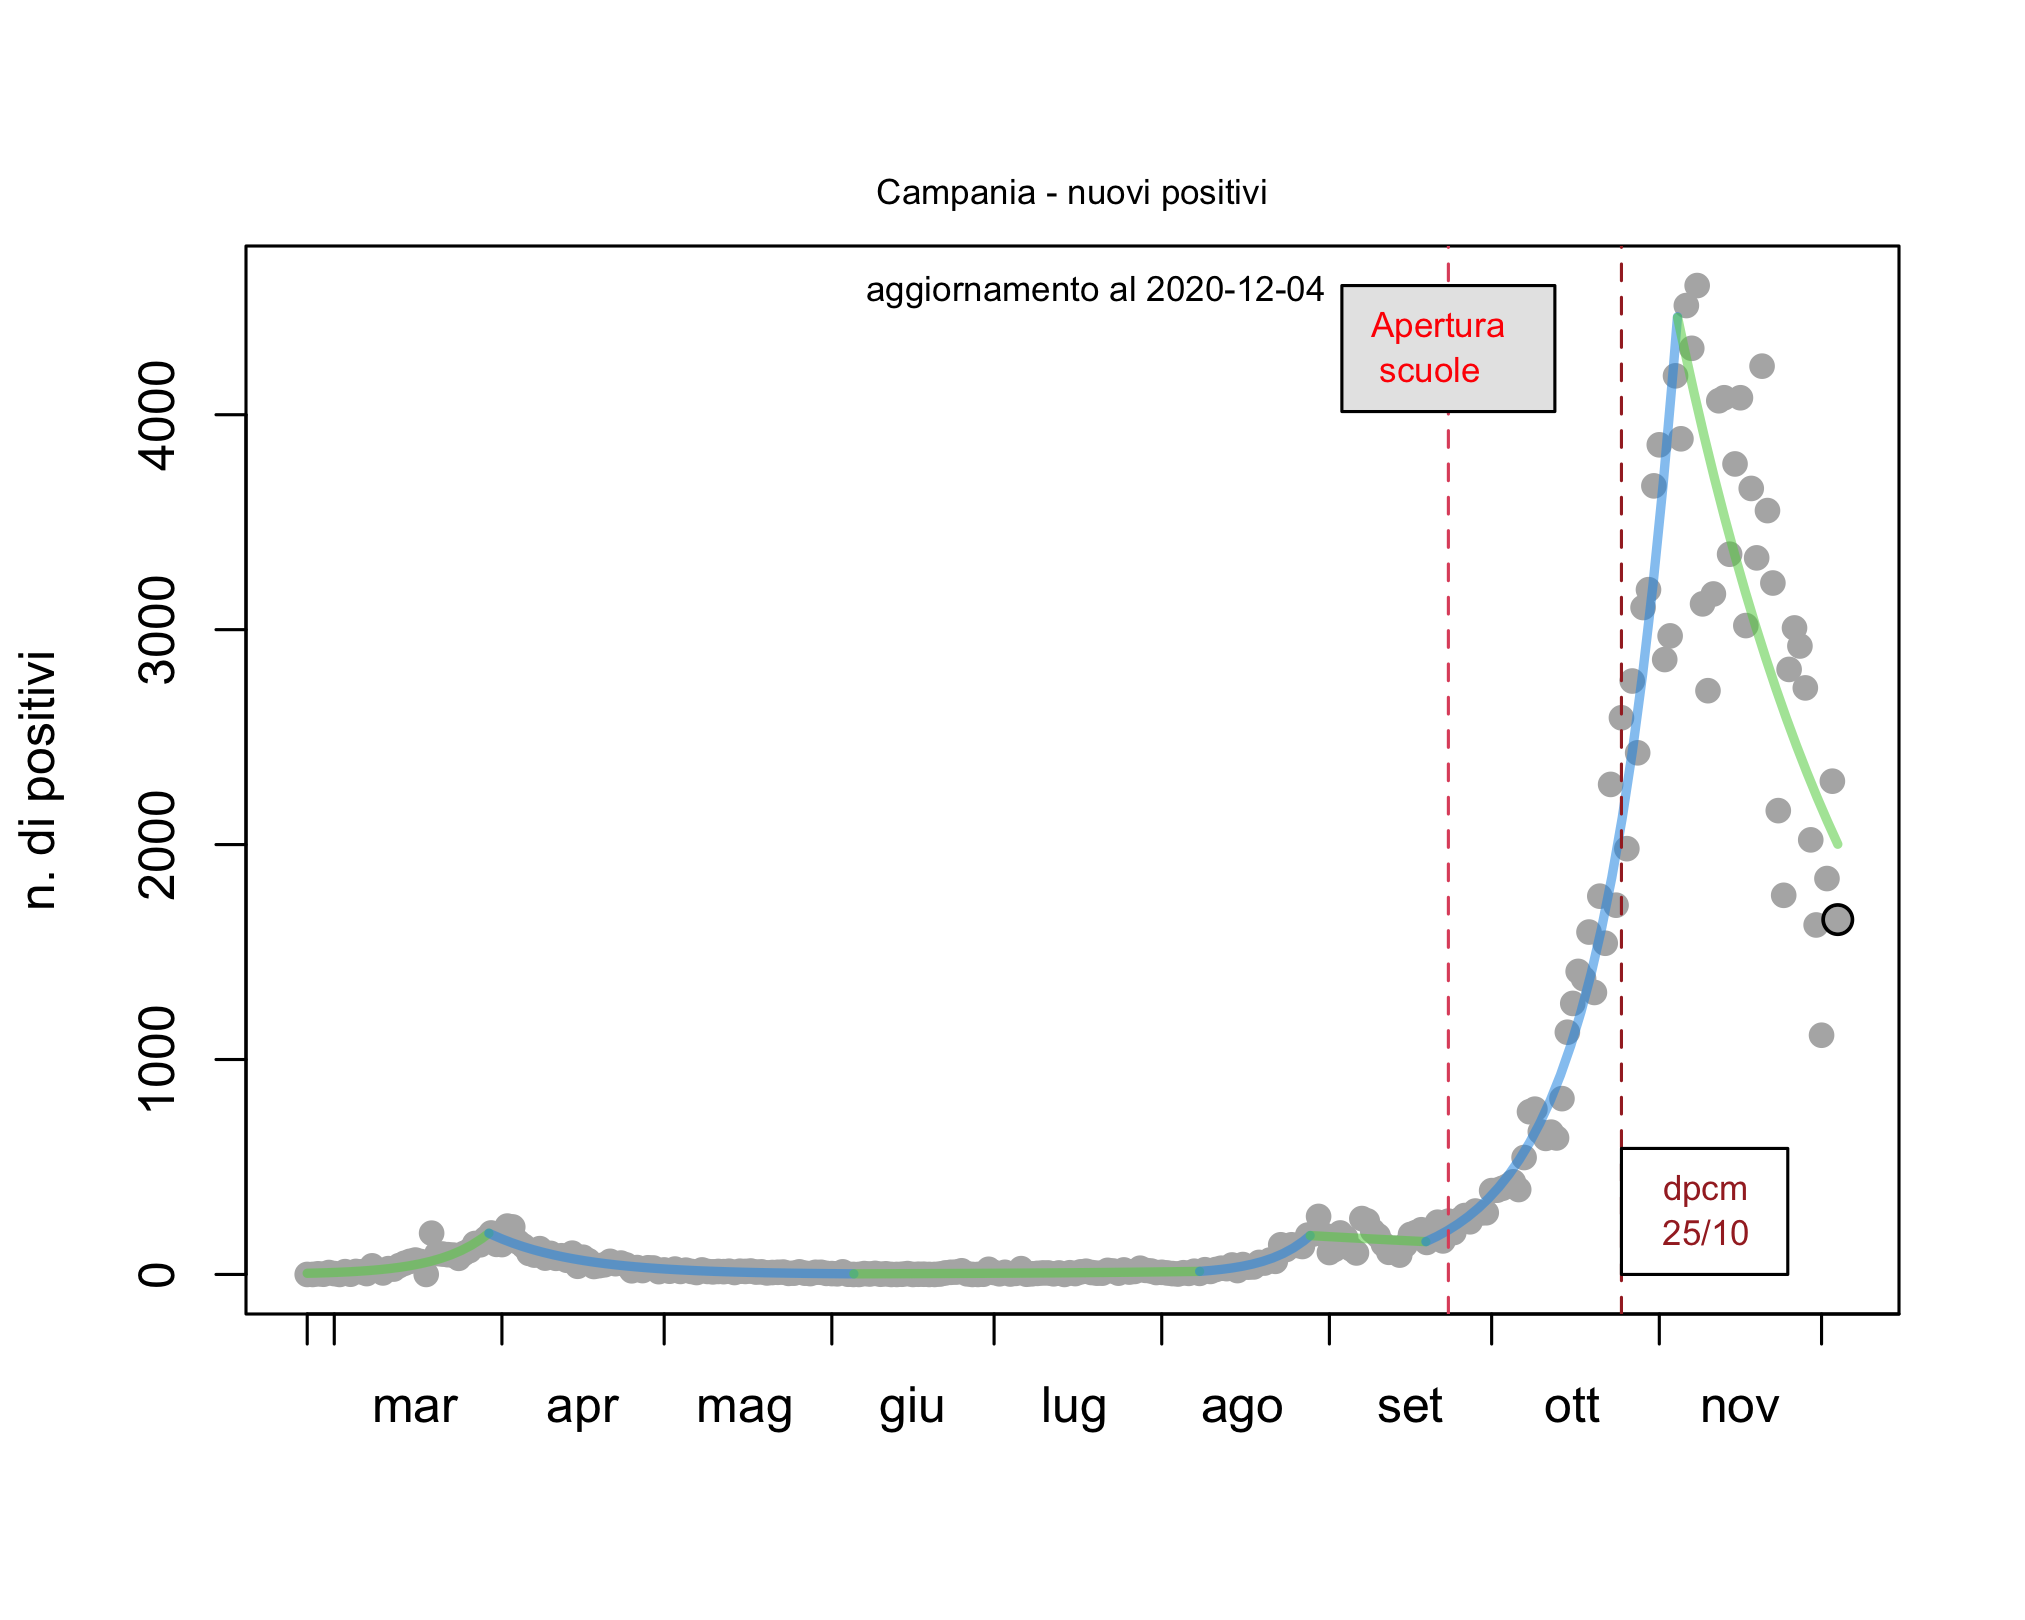 Campania - nuovi positivi
aggiornamento al 2020-12-04
Apertura
scuole
n. di positivi
4000
3000
2000
1000
0
dpcm
25/10
mar apr mag giu lug ago set ott nov